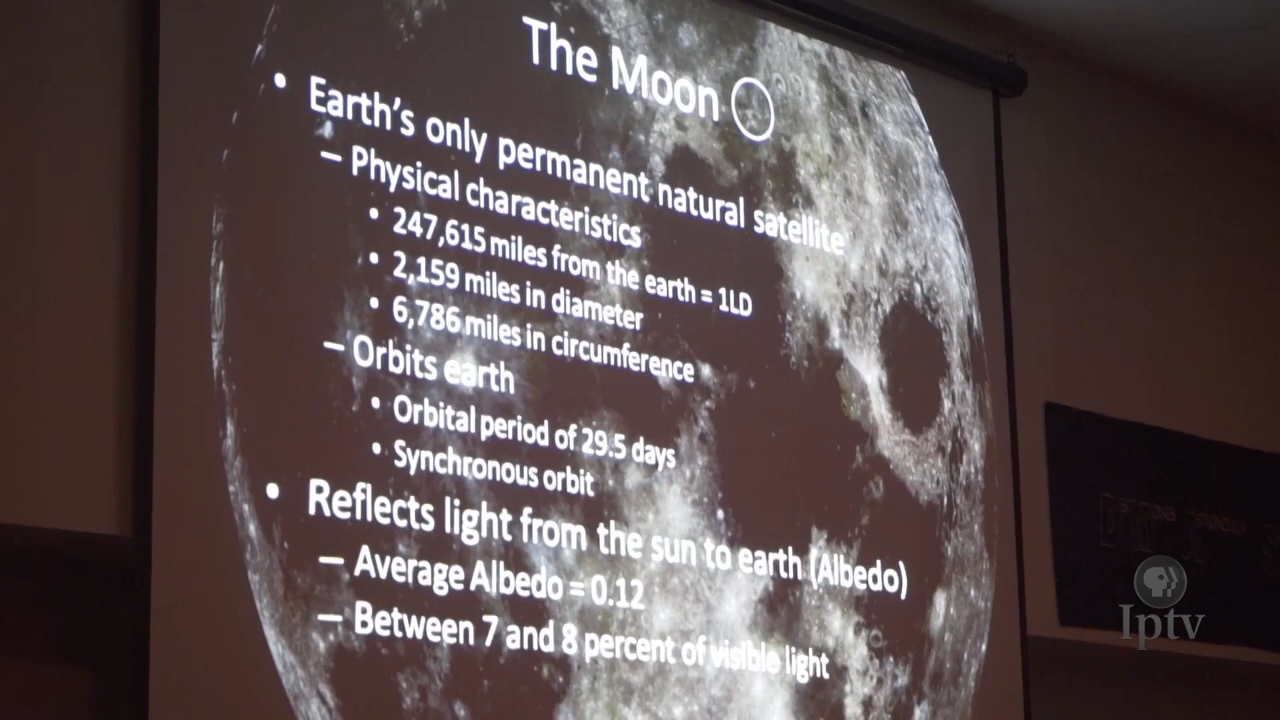 The Moon
• Earth's only permanent natural satellite
– Physical characteristics
• 247,615 miles from the earth = 1LD
• 2,159 miles in diameter
• 6,786 miles in circumference
– Orbits earth
• Orbital period of 29.5 days
• Synchronous orbit
• Reflects light from the sun to earth (Albedo)
– Average Albedo = 0.12
– Between 7 and 8 percent of visible light
Iptv